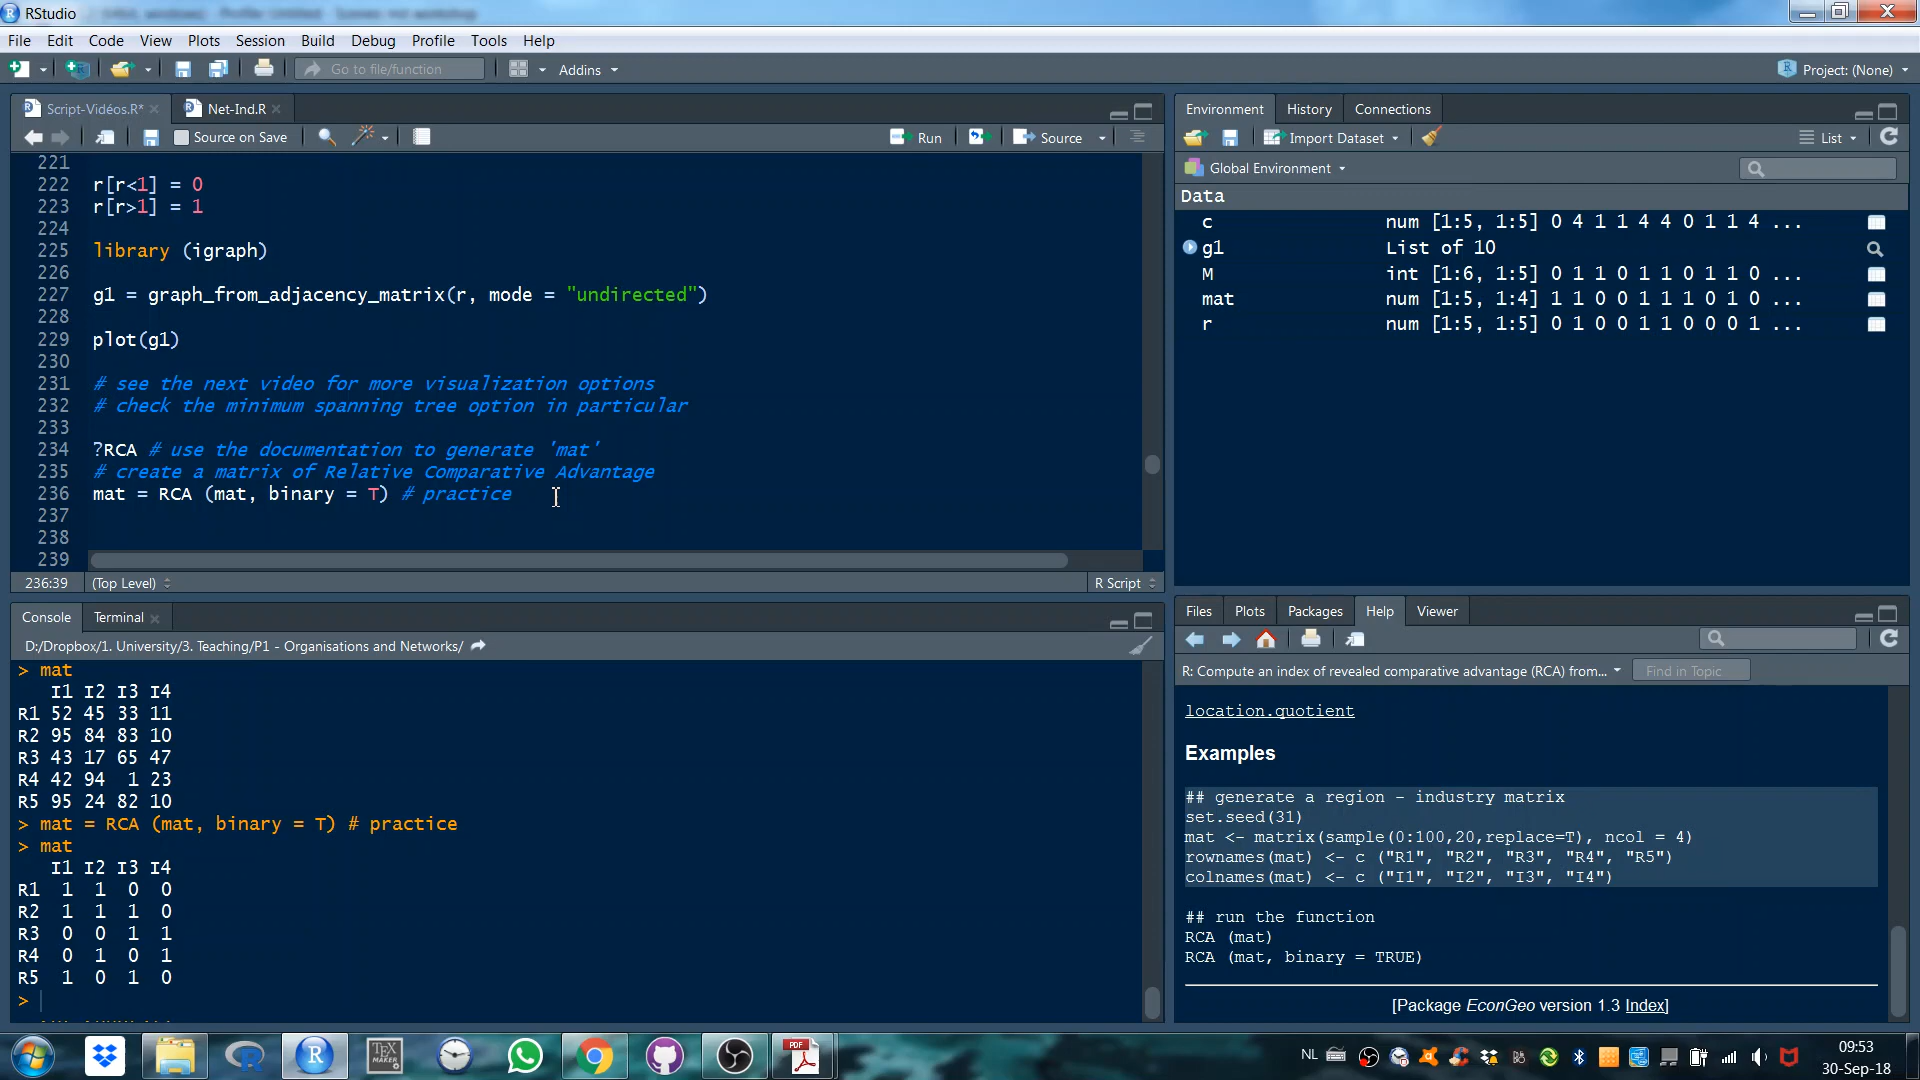 RStudio
File Edit Code View Plots Session Build Debug Profile Tools Help
Go to file/function Addins Project: (None)
Script-Vidéos.R* Net-Ind.R
Source on Save Run Source
221
222 r[r<1] = 0
223 r[r>1] = 1
224
225 library (igraph)
226
227 g1 = graph_from_adjacency_matrix(r, mode = "undirected")
228
229 plot(g1)
230
231 # see the next video for more visualization options
232 # check the minimum spanning tree option in particular
233
234 ?RCA # use the documentation to generate 'mat'
235 # create a matrix of Relative Comparative Advantage
236 mat = RCA (mat, binary = T) # practice
237
238
239
236:39 (Top Level) R Script
Console Terminal
D:/Dropbox/1. University/3. Teaching/P1 - Organisations and Networks/
> mat
I1 I2 I3 I4
R1 52 45 33 11
R2 95 84 83 10
R3 43 17 65 47
R4 42 94 1 23
R5 95 24 82 10
> mat = RCA (mat, binary = T) # practice
> mat
I1 I2 I3 I4
R1 1 1 0 0
R2 1 1 1 0
R3 0 0 1 1
R4 0 1 0 1
R5 1 0 1 0
>
Environment History Connections
Import Dataset List
Global Environment
Data
c num [1:5, 1:5] 0 4 1 1 4 4 0 1 1 4 ...
g1 List of 10
M int [1:6, 1:5] 0 1 1 0 1 1 0 1 1 0 ...
mat num [1:5, 1:4] 1 1 0 0 1 1 1 0 1 0 ...
r num [1:5, 1:5] 0 1 0 0 1 1 0 0 0 1 ...
Files Plots Packages Help Viewer
R: Compute an index of revealed comparative advantage (RCA) from... Find in Topic
location.quotient
Examples
## generate a region - industry matrix
set.seed(31)
mat <- matrix(sample(0:100,20,replace=T), ncol = 4)
rownames(mat) <- c ("R1", "R2", "R3", "R4", "R5")
colnames(mat) <- c ("I1", "I2", "I3", "I4")
## run the function
RCA (mat)
RCA (mat, binary = TRUE)
[Package EconGeo version 1.3 Index]
TEX MAKER
PDF
NL
09:53
30-Sep-18